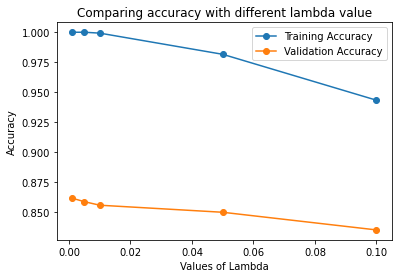 Comparing accuracy with different lambda value
Training Accuracy
Validation Accuracy
1.000
0.975
0.950
0.925
0.900
0.875
0.850
Accuracy
0.00 0.02 0.04 0.06 0.08 0.10
Values of Lambda